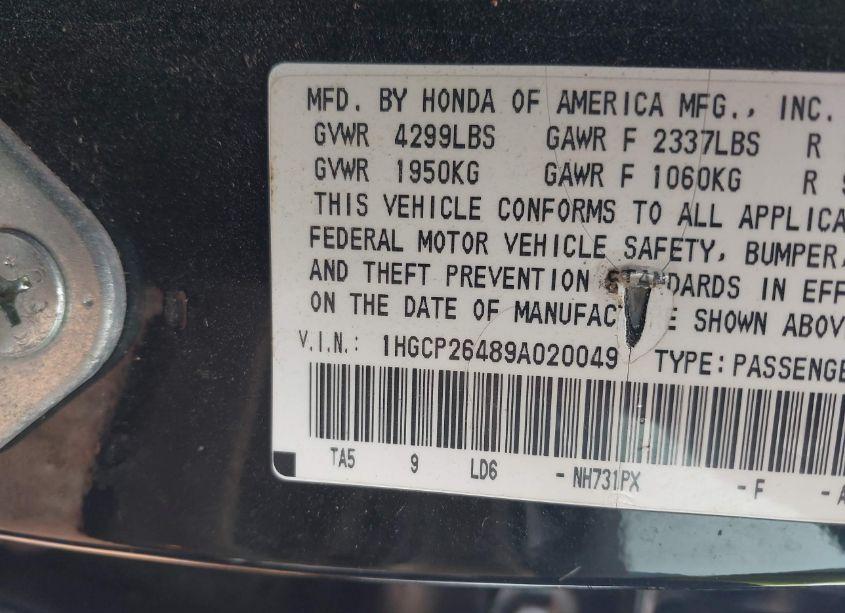 MFD. BY HONDA OF AMERICA MFG., INC.
GVWR 4299LBS GAWR F 2337LBS R
GVWR 1950KG GAWR F 1060KG R
THIS VEHICLE CONFORMS TO ALL APPLICA
FEDERAL MOTOR VEHICLE SAFETY, BUMPER,
AND THEFT PREVENTION STANDARDS IN EFF
ON THE DATE OF MANUFAC E SHOWN ABOV
V.I.N.: 1HGCP26489A020049 TYPE:PASSENGE
TA5 9 LD6 -NH731PX -F -A